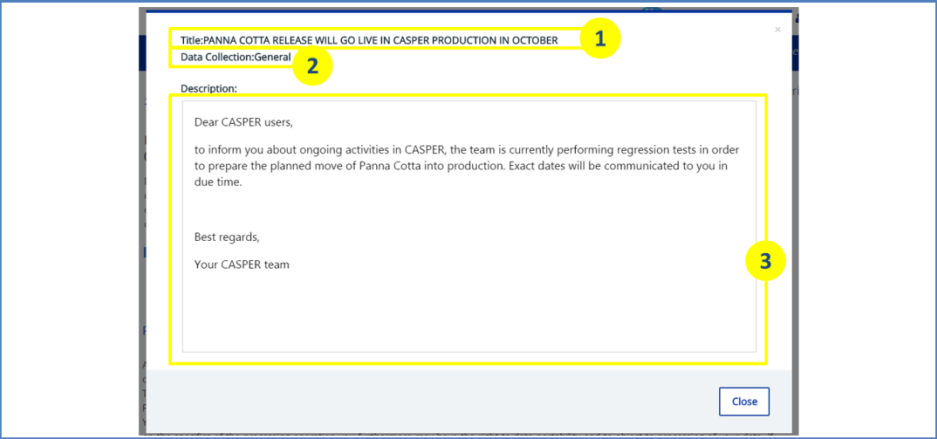 Title:PANNA COTTA RELEASE WILL GO LIVE IN CASPER PRODUCTION IN OCTOBER
1
Data Collection:General
2
Description:
Dear CASPER users,
to inform you about ongoing activities in CASPER, the team is currently performing regression tests in order
to prepare the planned move of Panna Cotta into production. Exact dates will be communicated to you in
due time.
Best regards,
3
Your CASPER team
Close